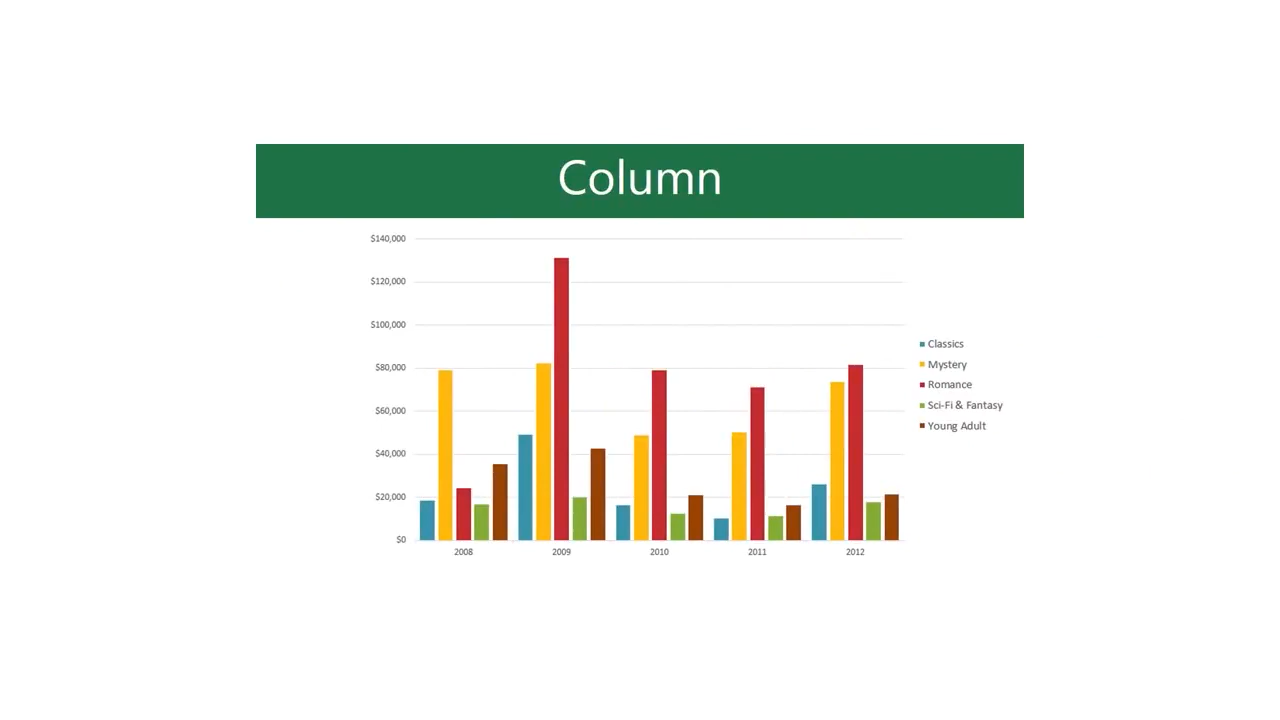 Column
$140,000
$120,000
$100,000
$80,000
$60,000
$40,000
$20,000
$0
2008 2009 2010 2011 2012
Classics
Mystery
Romance
Sci-Fi & Fantasy
Young Adult